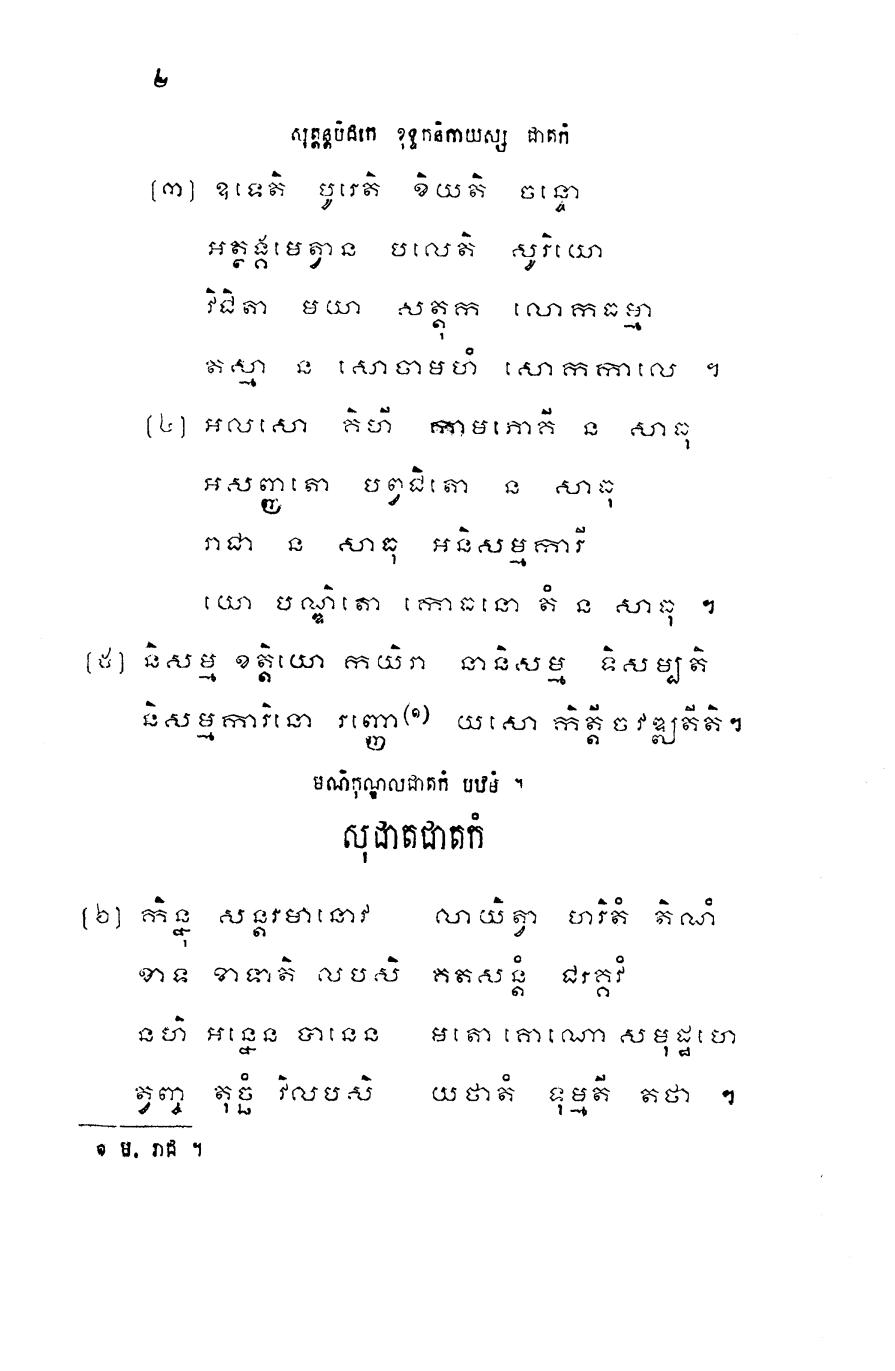 ២
សុត្តន្តបិដកេ ខុទ្ទកនិកាយស្ស ជាតកំ
(៣) ឧទេតិ បូរេតិ ខិយតិ ចន្ទោ
អត្ថង្គមេត្វាន បលេតិ សូរិយោ
វិជិតា មយា សត្តុក លោកធម្មា
តស្មា ន សោចាមហំ សោកកាលេ ។
(៤) អលសោ គិហី កាមភោគី ន សាធុ
អសញ្ញតោ បព្វជិតោ ន សាធុ
រាជា ន សាធុ អនិសម្មការី
យោ បណ្ឌិតោ កោធនោ តំ ន សាធុ ។
(៥) និសម្ម ខត្តិយោ កយិរា នានិសម្ម ទិសម្បតិ
និសម្មការិនោ រញ្ញោ(១) យសោ កិត្តី ច វឌ្ឍតីតិ។
មណិកុណ្ឌលជាតកំ បឋមំ ។
សុជាតជាតកំ
(៦) កិន្នុ សន្តរមានោវ លាយិត្វា ហរិតំ តិណំ
ខាទ ខាទាតិ លបសិ គតសន្តំ ជរគ្គវំ
នហិ អន្នេន បានេន មតោ គោណោ សមុដ្ឋហេ
ត្វញ្ច តុច្ឆំ វិលបសិ យថាតំ ទុម្មតី តថា ។
១ ម. រាជ ។